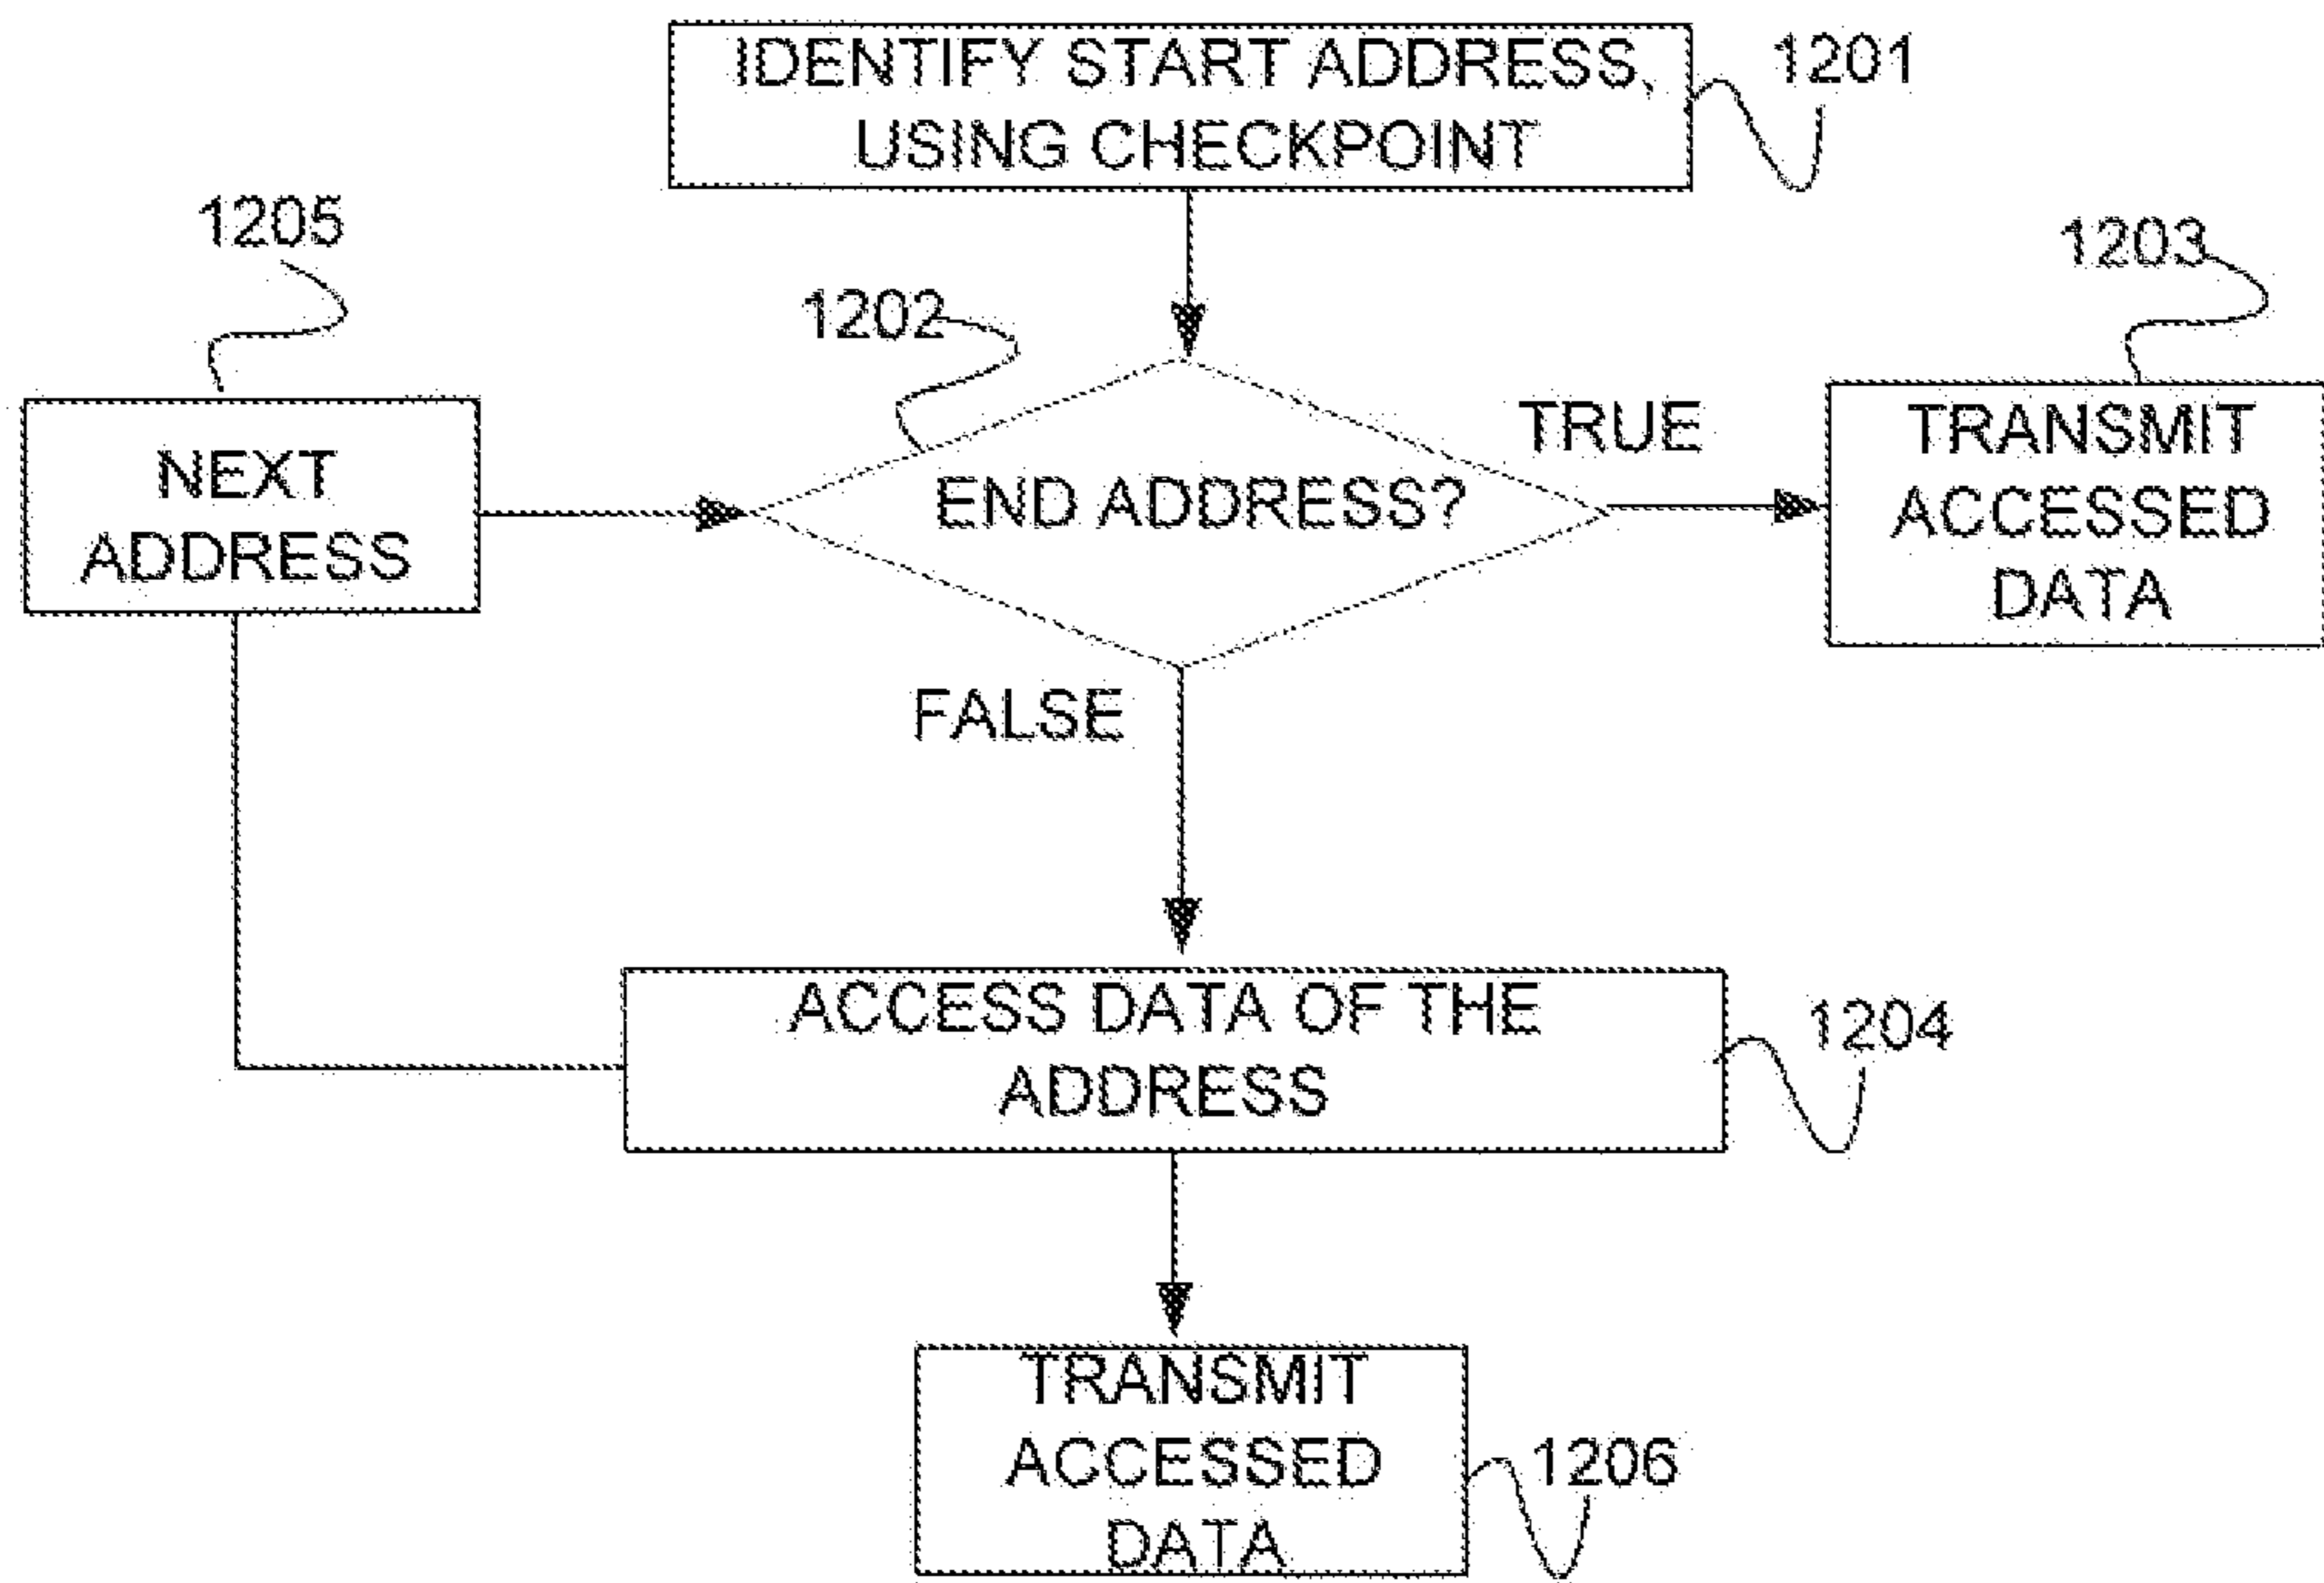 IDENTIFY START ADDRESS,
USING CHECKPOINT
1201
1205
1202
1203
NEXT
ADDRESS
END ADDRESS?
TRUE
TRANSMIT
ACCESSED
DATA
FALSE
ACCESS DATA OF THE
ADDRESS
1204
TRANSMIT
ACCESSED
DATA
1206